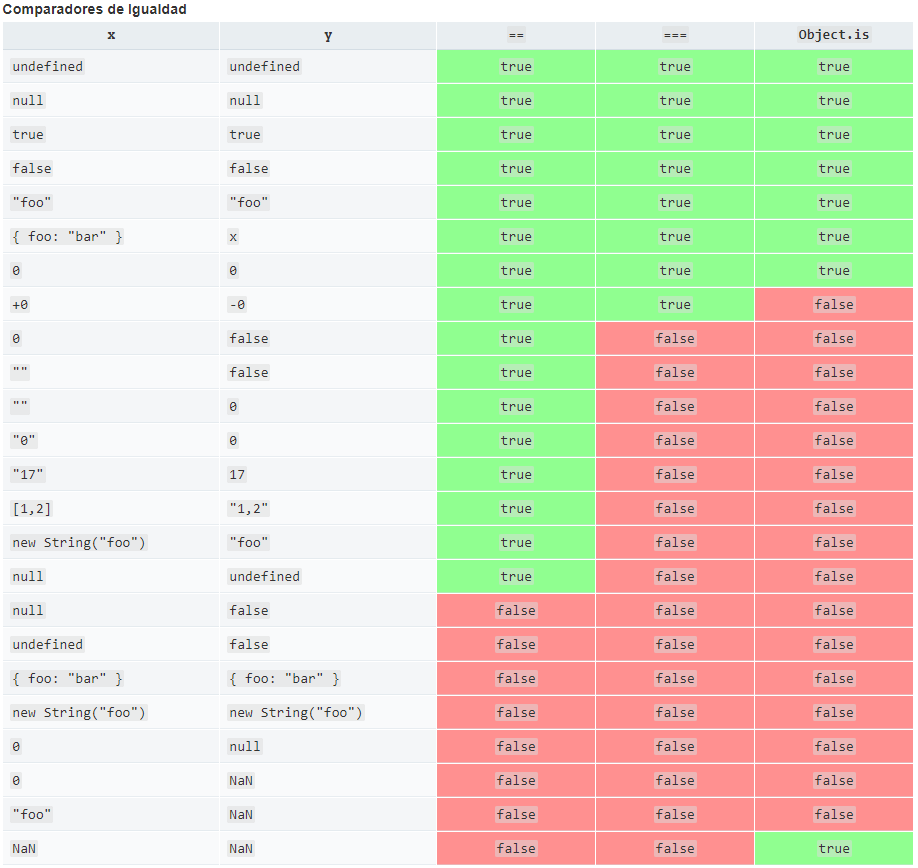 Comparadores de Igualdad
x y == === Object.is
undefined undefined true true true
null null true true true
true true true true true
false false true true true
"foo" "foo" true true true
{ foo: "bar" } x true true true
0 0 true true true
+0 -0 true true false
0 false true false false
"" false true false false
"" 0 true false false
"0" 0 true false false
"17" 17 true false false
[1,2] "1,2" true false false
new String("foo") "foo" true false false
null undefined true false false
null false false false false
undefined false false false false
{ foo: "bar" } { foo: "bar" } false false false
new String("foo") new String("foo") false false false
0 null false false false
0 NaN false false false
"foo" NaN false false false
NaN NaN false false true